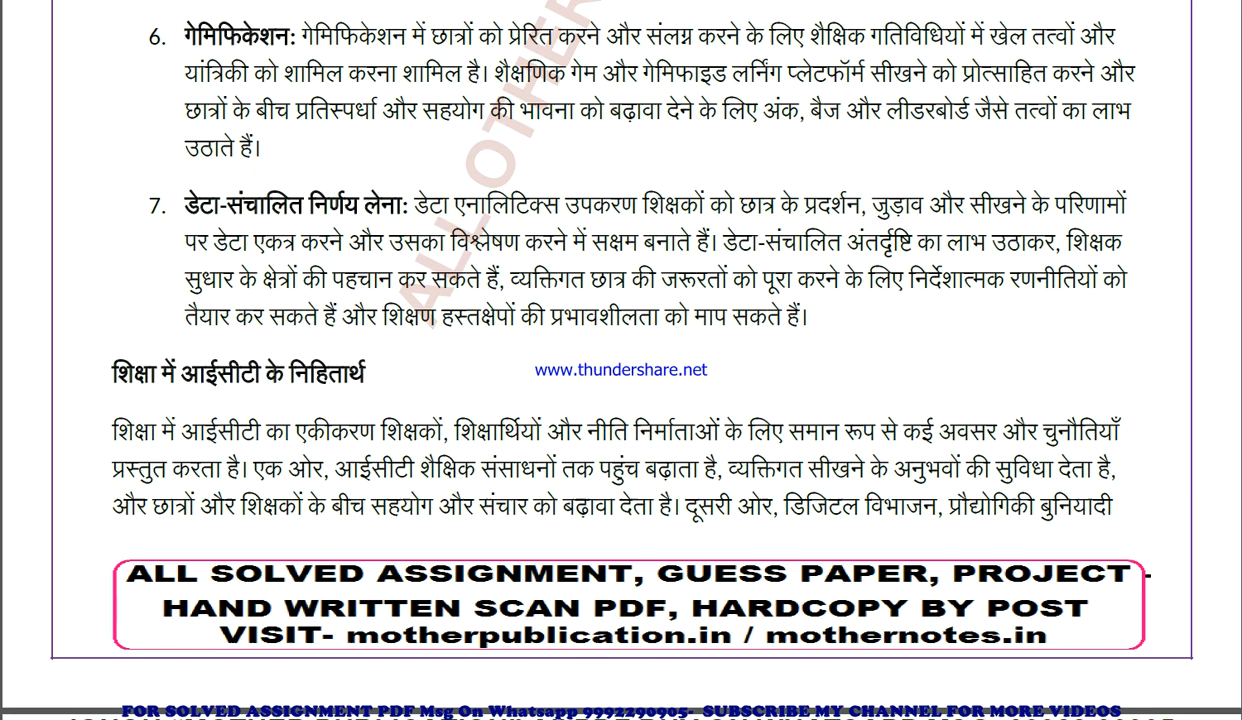 6. गेमिफिकेशन: गेमिफिकेशन में छात्रों को प्रेरित करने और संलग्न करने के लिए शैक्षिक गतिविधियों में खेल तत्वों और
यांत्रिकी को शामिल करना शामिल है। शैक्षणिक गेम और गेमिफाइड लर्निंग प्लेटफॉर्म सीखने को प्रोत्साहित करने और
छात्रों के बीच प्रतिस्पर्धा और सहयोग की भावना को बढ़ावा देने के लिए अंक, बैज और लीडरबोर्ड जैसे तत्वों का लाभ
उठाते हैं।
ALL OTHER
7. डेटा-संचालित निर्णय लेना: डेटा एनालिटिक्स उपकरण शिक्षकों को छात्र के प्रदर्शन, जुड़ाव और सीखने के परिणामों
पर डेटा एकत्र करने और उसका विश्लेषण करने में सक्षम बनाते हैं। डेटा-संचालित अंतर्दृष्टि का लाभ उठाकर, शिक्षक
सुधार के क्षेत्रों की पहचान कर सकते हैं, व्यक्तिगत छात्र की जरूरतों को पूरा करने के लिए निर्देशात्मक रणनीतियों को
तैयार कर सकते हैं और शिक्षण हस्तक्षेपों की प्रभावशीलता को माप सकते हैं।
शिक्षा में आईसीटी के निहितार्थ
www.thundershare.net
शिक्षा में आईसीटी का एकीकरण शिक्षकों, शिक्षार्थियों और नीति निर्माताओं के लिए समान रूप से कई अवसर और चुनौतियाँ
प्रस्तुत करता है। एक ओर, आईसीटी शैक्षिक संसाधनों तक पहुंच बढ़ाता है, व्यक्तिगत सीखने के अनुभवों की सुविधा देता है,
और छात्रों और शिक्षकों के बीच सहयोग और संचार को बढ़ावा देता है। दूसरी ओर, डिजिटल विभाजन, प्रौद्योगिकी बुनियादी
ALL SOLVED ASSIGNMENT, GUESS PAPER, PROJECT -
HAND WRITTEN SCAN PDF, HARDCOPY BY POST
VISIT- motherpublication.in / mothernotes.in
FOR SOLVED ASSIGNMENT PDF Msg On Whatsapp 9992290905- SUBSCRIBE MY CHANNEL FOR MORE VIDEOS